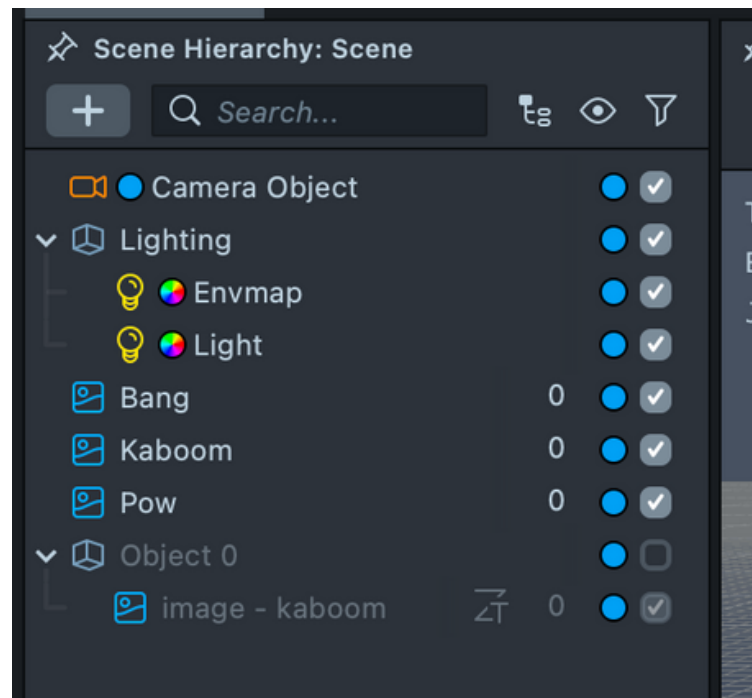 Scene Hierarchy: Scene
+ Search...
Camera Object
Lighting
Envmap
Light
Bang 0
Kaboom 0
Pow 0
Object 0
image - kaboom ZT 0